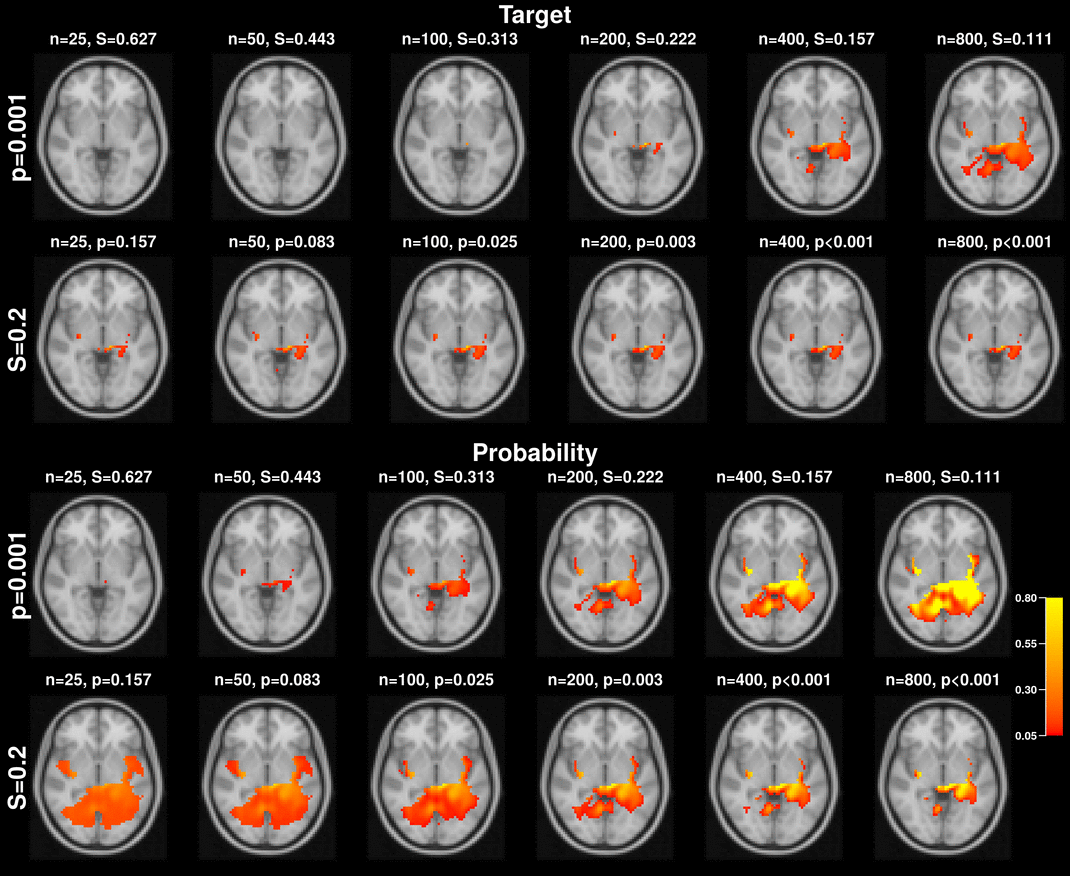 Target
n=25, S=0.627 n=50, S=0.443 n=100, S=0.313 n=200, S=0.222 n=400, S=0.157 n=800, S=0.111
p=0.001
n=25, p=0.157 n=50, p=0.083 n=100, p=0.025 n=200, p=0.003 n=400, p<0.001 n=800, p<0.001
S=0.2
Probability
n=25, S=0.627 n=50, S=0.443 n=100, S=0.313 n=200, S=0.222 n=400, S=0.157 n=800, S=0.111
p=0.001
n=25, p=0.157 n=50, p=0.083 n=100, p=0.025 n=200, p=0.003 n=400, p<0.001 n=800, p<0.001
S=0.2
0.80
0.55
0.30
0.05